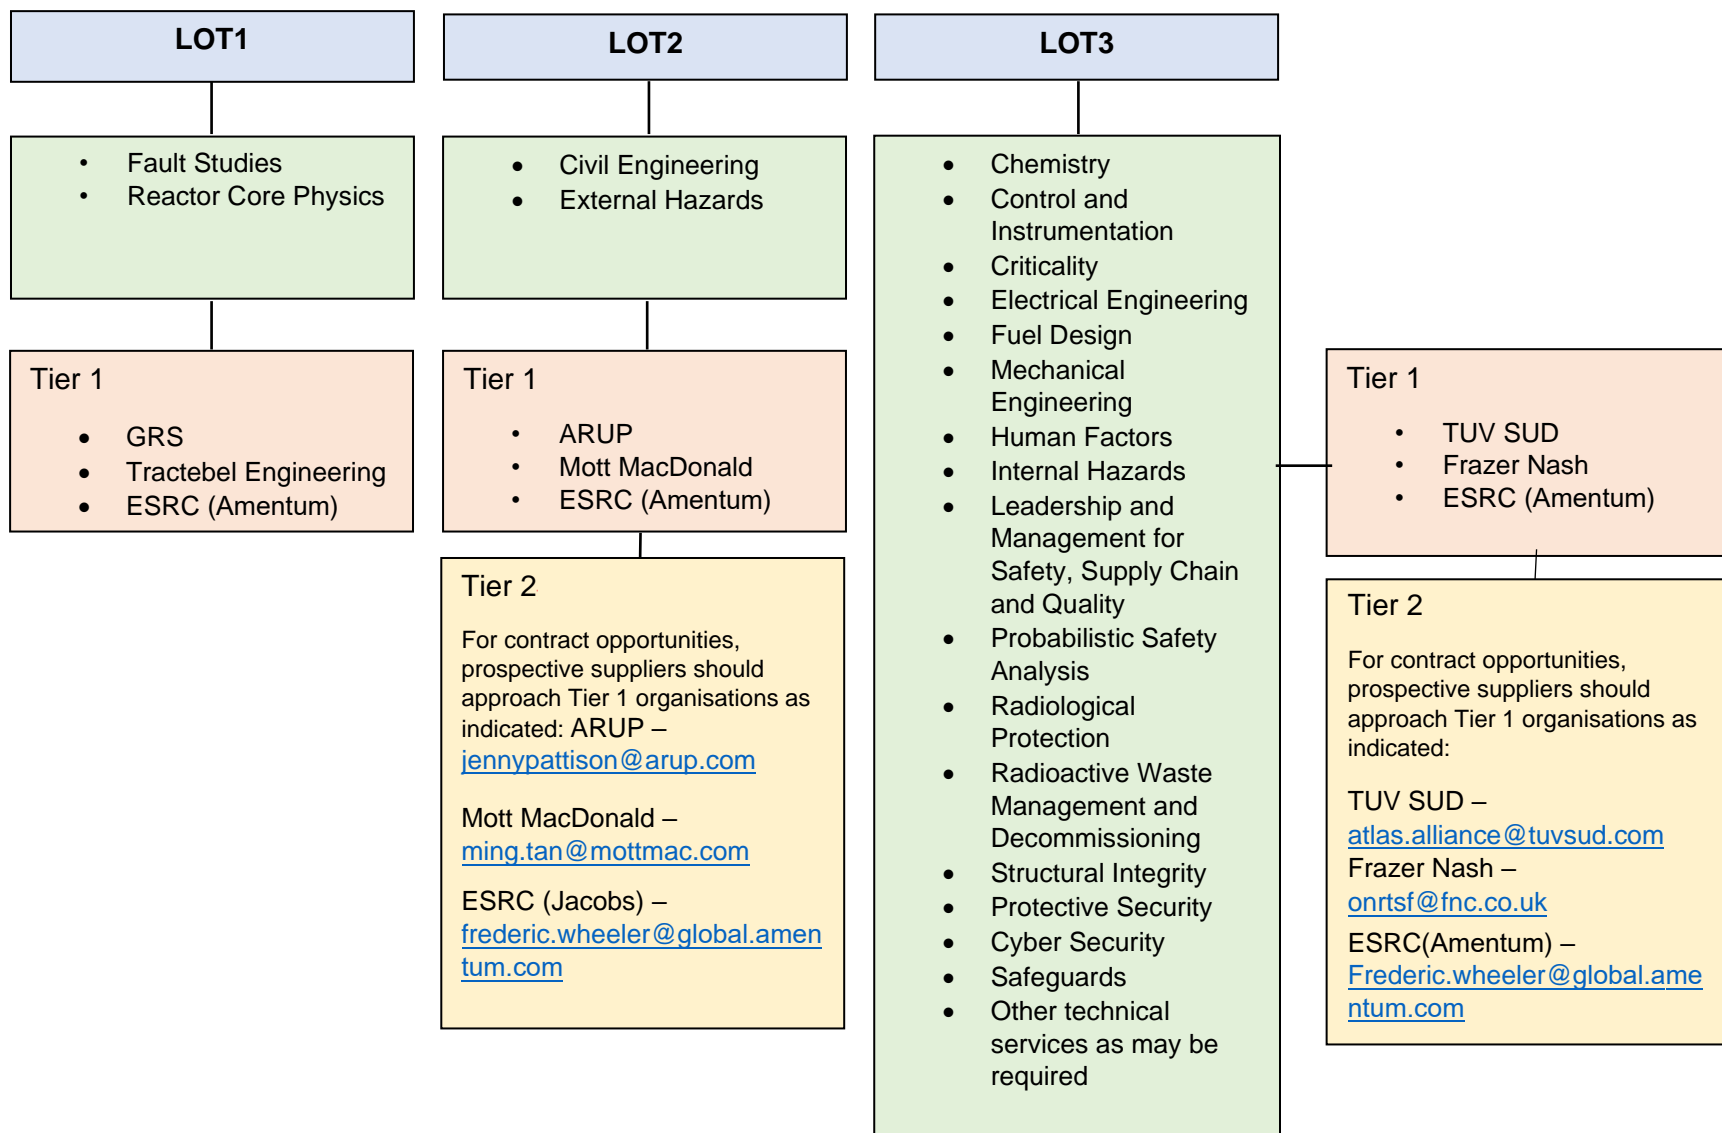 LOT1
• Fault Studies
• Reactor Core Physics
Tier 1
• GRS
• Tractebel Engineering
• ESRC (Amentum)
LOT2
• Civil Engineering
• External Hazards
Tier 1
• ARUP
• Mott MacDonald
• ESRC (Amentum)
Tier 2
For contract opportunities,
prospective suppliers should
approach Tier 1 organisations as
indicated: ARUP –
jennypattison@arup.com
Mott MacDonald –
ming.tan@mottmac.com
ESRC (Jacobs) –
frederic.wheeler@global.amen
tum.com
LOT3
• Chemistry
• Control and
Instrumentation
• Criticality
• Electrical Engineering
• Fuel Design
• Mechanical
Engineering
• Human Factors
• Internal Hazards
• Leadership and
Management for
Safety, Supply Chain
and Quality
• Probabilistic Safety
Analysis
• Radiological
Protection
• Radioactive Waste
Management and
Decommissioning
• Structural Integrity
• Protective Security
• Cyber Security
• Safeguards
• Other technical
services as may be
required
Tier 1
• TUV SUD
• Frazer Nash
• ESRC (Amentum)
Tier 2
For contract opportunities,
prospective suppliers should
approach Tier 1 organisations as
indicated:
TUV SUD –
atlas.alliance@tuvsud.com
Frazer Nash –
onrtsf@fnc.co.uk
ESRC(Amentum) –
Frederic.wheeler@global.ame
ntum.com